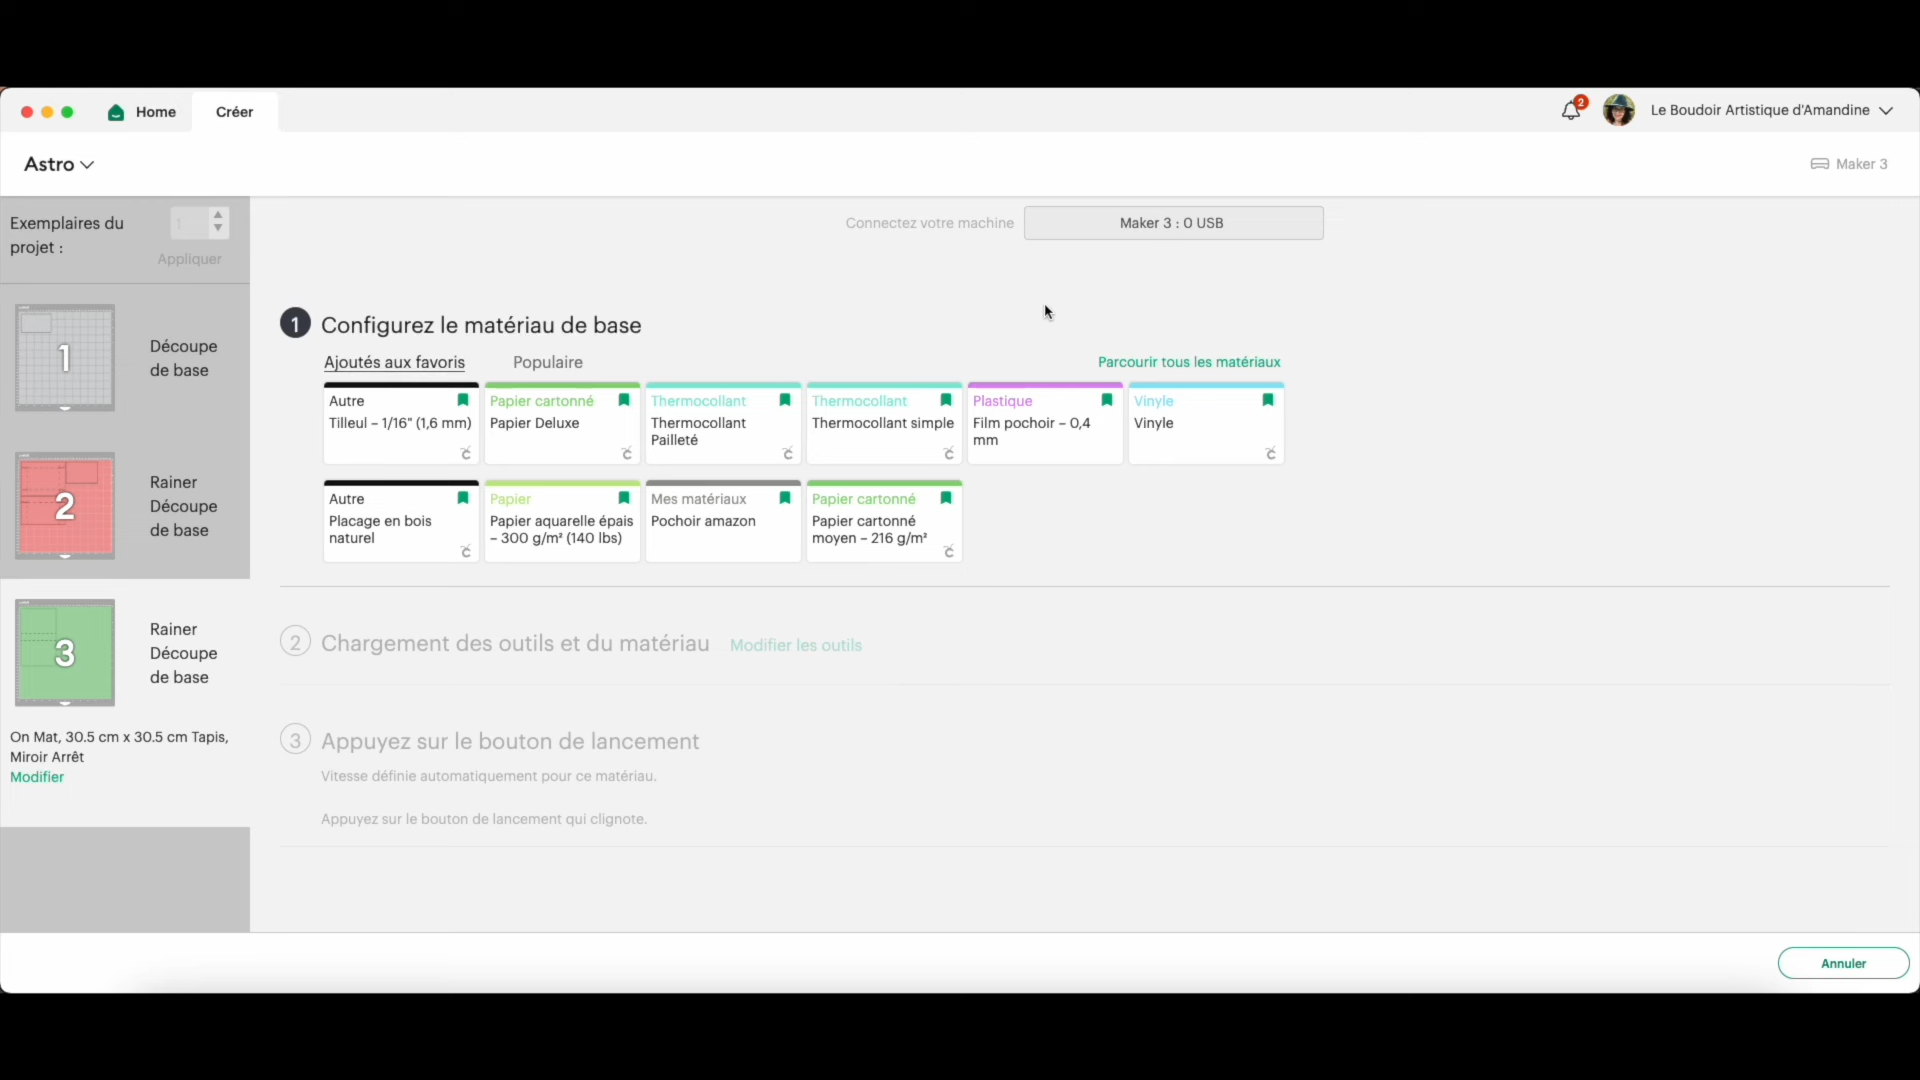 Home
Créer
2
Le Boudoir Artistique d'Amandine
Astro
Maker 3
Exemplaires du
projet :
1
Appliquer
Connectez votre machine
Maker 3 : 0 USB
1
Découpe
de base
2
Rainer
Découpe
de base
3
Rainer
Découpe
de base
On Mat, 30.5 cm x 30.5 cm Tapis,
Miroir Arrêt
Modifier
1 Configurez le matériau de base
Ajoutés aux favoris
Populaire
Parcourir tous les matériaux
Autre
Tilleul – 1/16" (1,6 mm)
Papier cartonné
Papier Deluxe
Thermocollant
Thermocollant
Pailleté
Thermocollant
Thermocollant simple
Plastique
Film pochoir – 0,4
mm
Vinyle
Vinyle
Autre
Placage en bois
naturel
Papier
Papier aquarelle épais
– 300 g/m² (140 lbs)
Mes matériaux
Pochoir amazon
Papier cartonné
Papier cartonné
moyen – 216 g/m²
2 Chargement des outils et du matériau
Modifier les outils
3 Appuyez sur le bouton de lancement
Vitesse définie automatiquement pour ce matériau.
Appuyez sur le bouton de lancement qui clignote.
Annuler